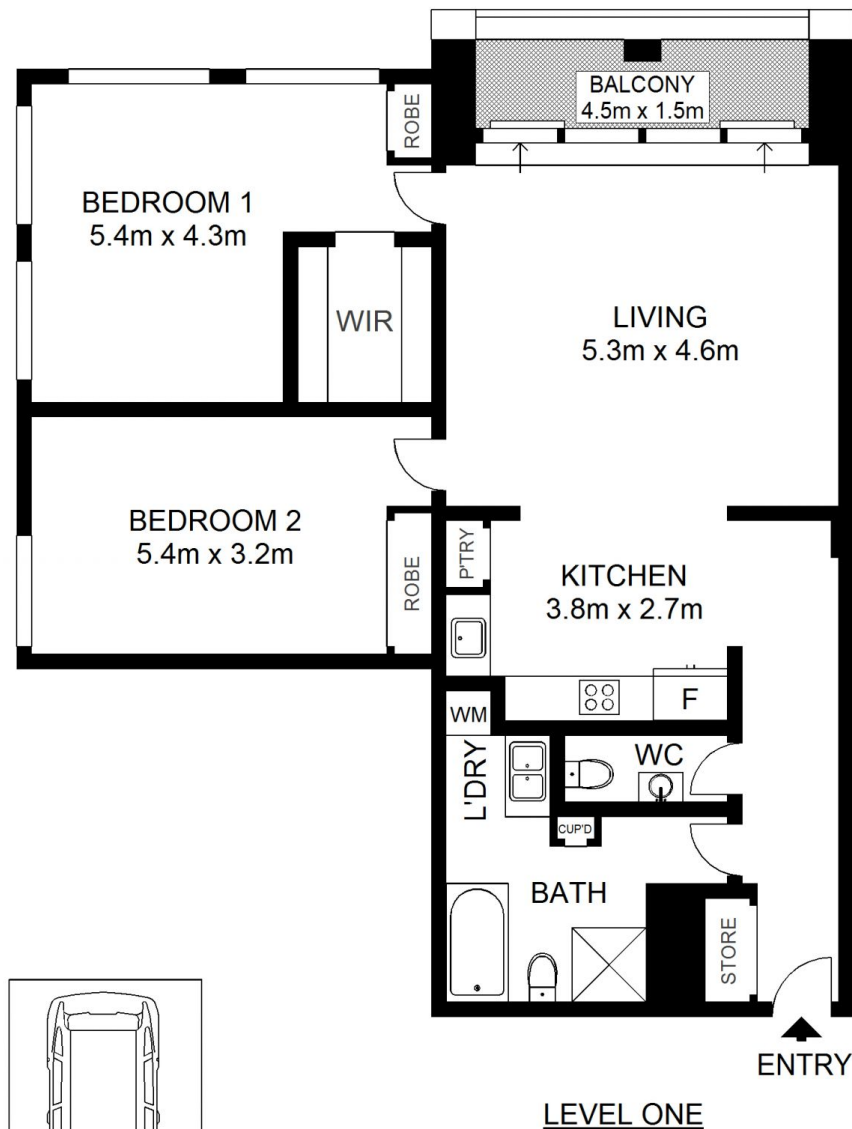 BALCONY
4.5m x 1.5m
ROBE
BEDROOM 1
5.4m x 4.3m
WIR
LIVING
5.3m x 4.6m
BEDROOM 2
5.4m x 3.2m
ROBE
P'TRY
KITCHEN
3.8m x 2.7m
F
WM
L'DRY
WC
CUP'D
BATH
STORE
ENTRY
LEVEL ONE